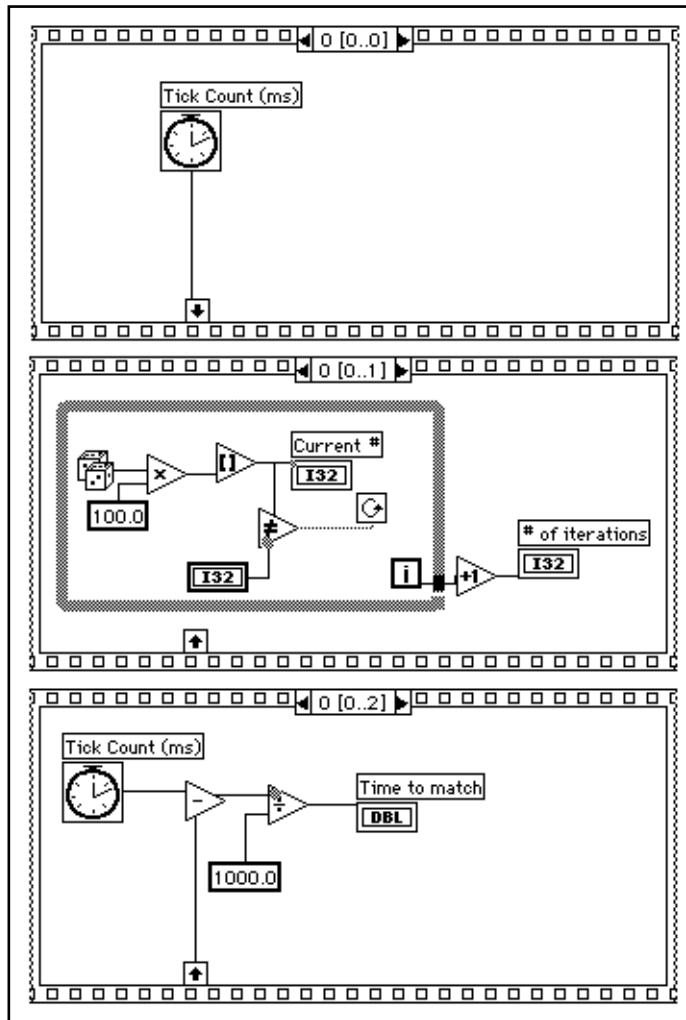 0 [0..0]
Tick Count (ms)
0 [0..1]
Current #
I32
100.0
I32
i
+1
# of iterations
I32
0 [0..2]
Tick Count (ms)
Time to match
DBL
1000.0